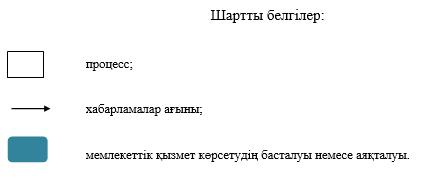 Шартты белгілер:
процесс;
хабарламалар ағыны;
мемлекеттік қызмет көрсетудің басталуы немесе аяқталуы.